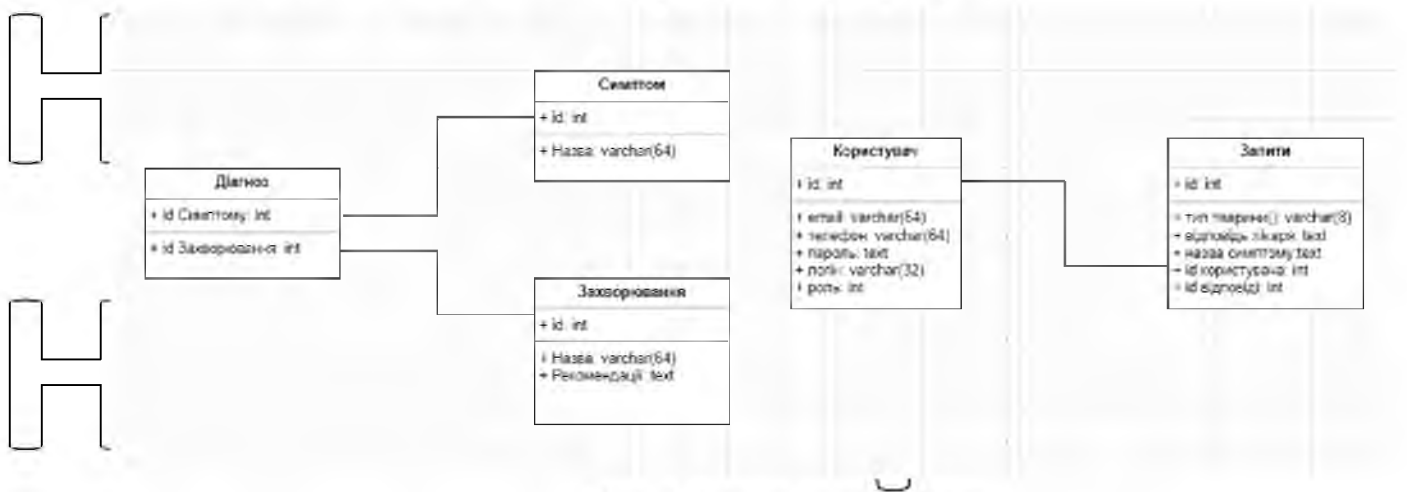 Діагноз
+ id Симптому: int
+ id Захворювання: int
Симптом
+ id: int
+ Назва: varchar(64)
Захворювання
+ id: int
+ Назва: varchar(64)
+ Рекомендації: text
Користувач
+ id: int
+ email: varchar(64)
+ телефон: varchar(64)
+ пароль: text
+ логін: varchar(32)
+ роль: int
Запити
+ id: int
+ тип тварини(): varchar(8)
+ відповідь лікаря: text
+ назва симптому:text
+ id користувача: int
+ id відповіді: int